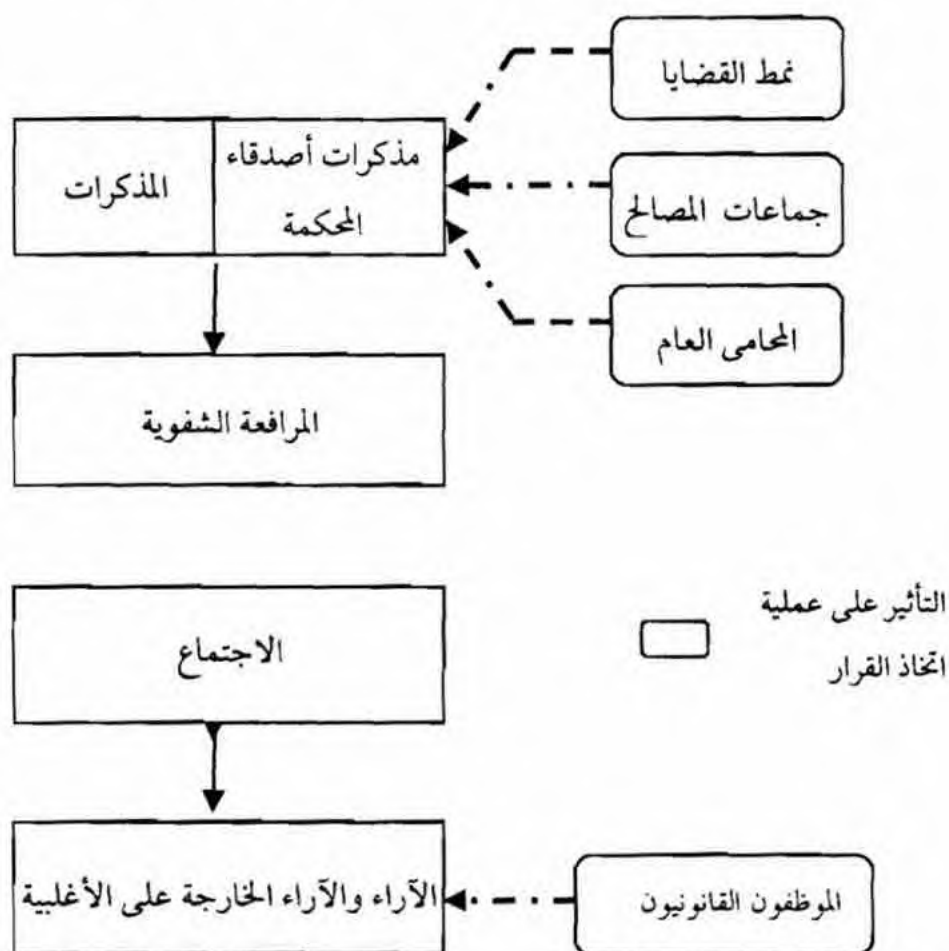 نمط القضايا
مذكرات أصدقاء
المحكمة
المذكرات
جماعات المصالح
المحامى العام
المرافعة الشفوية
التأثير على عملية
اتخاذ القرار
الاجتماع
الآراء والآراء الخارجة على الأغلبية
الموظفون القانونيون